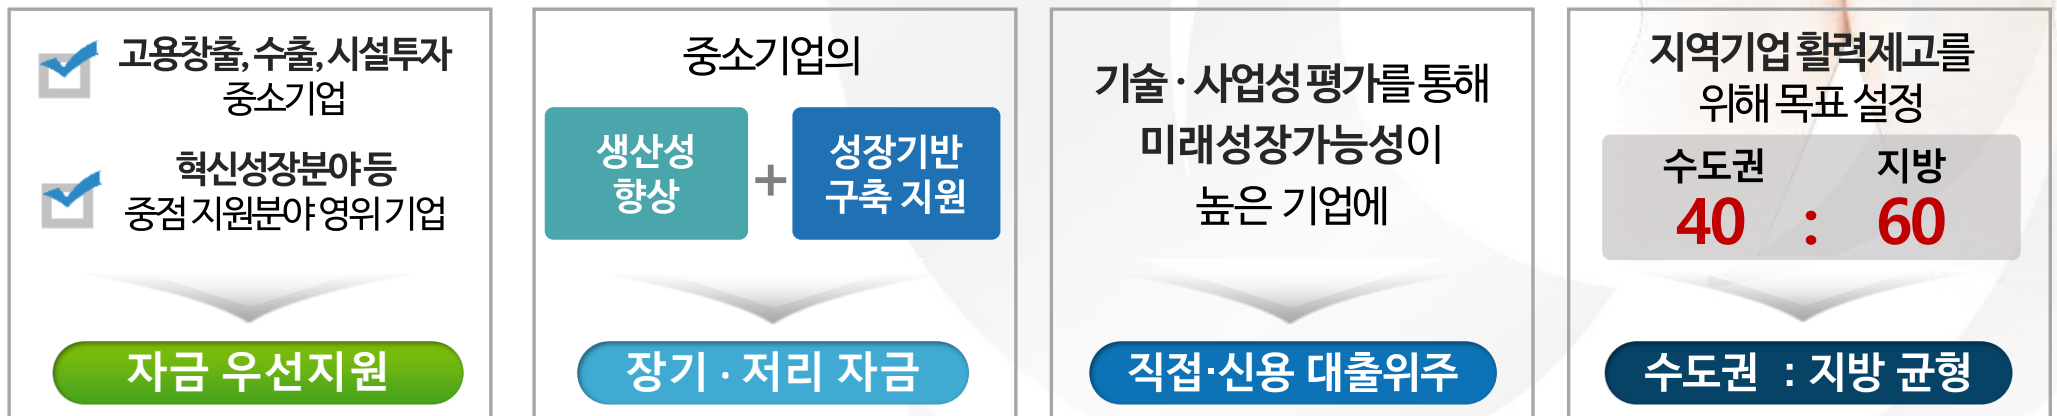 고용창출, 수출, 시설투자
중소기업
혁신성장분야 등
중점 지원분야 영위 기업
자금 우선지원
중소기업의
생산성
향상
+
성장기반
구축 지원
장기 · 저리 자금
기술 · 사업성 평가를 통해
미래성장가능성이
높은 기업에
직접·신용 대출위주
지역기업 활력제고를
위해 목표 설정
수도권 지방
40 : 60
수도권 : 지방 균형